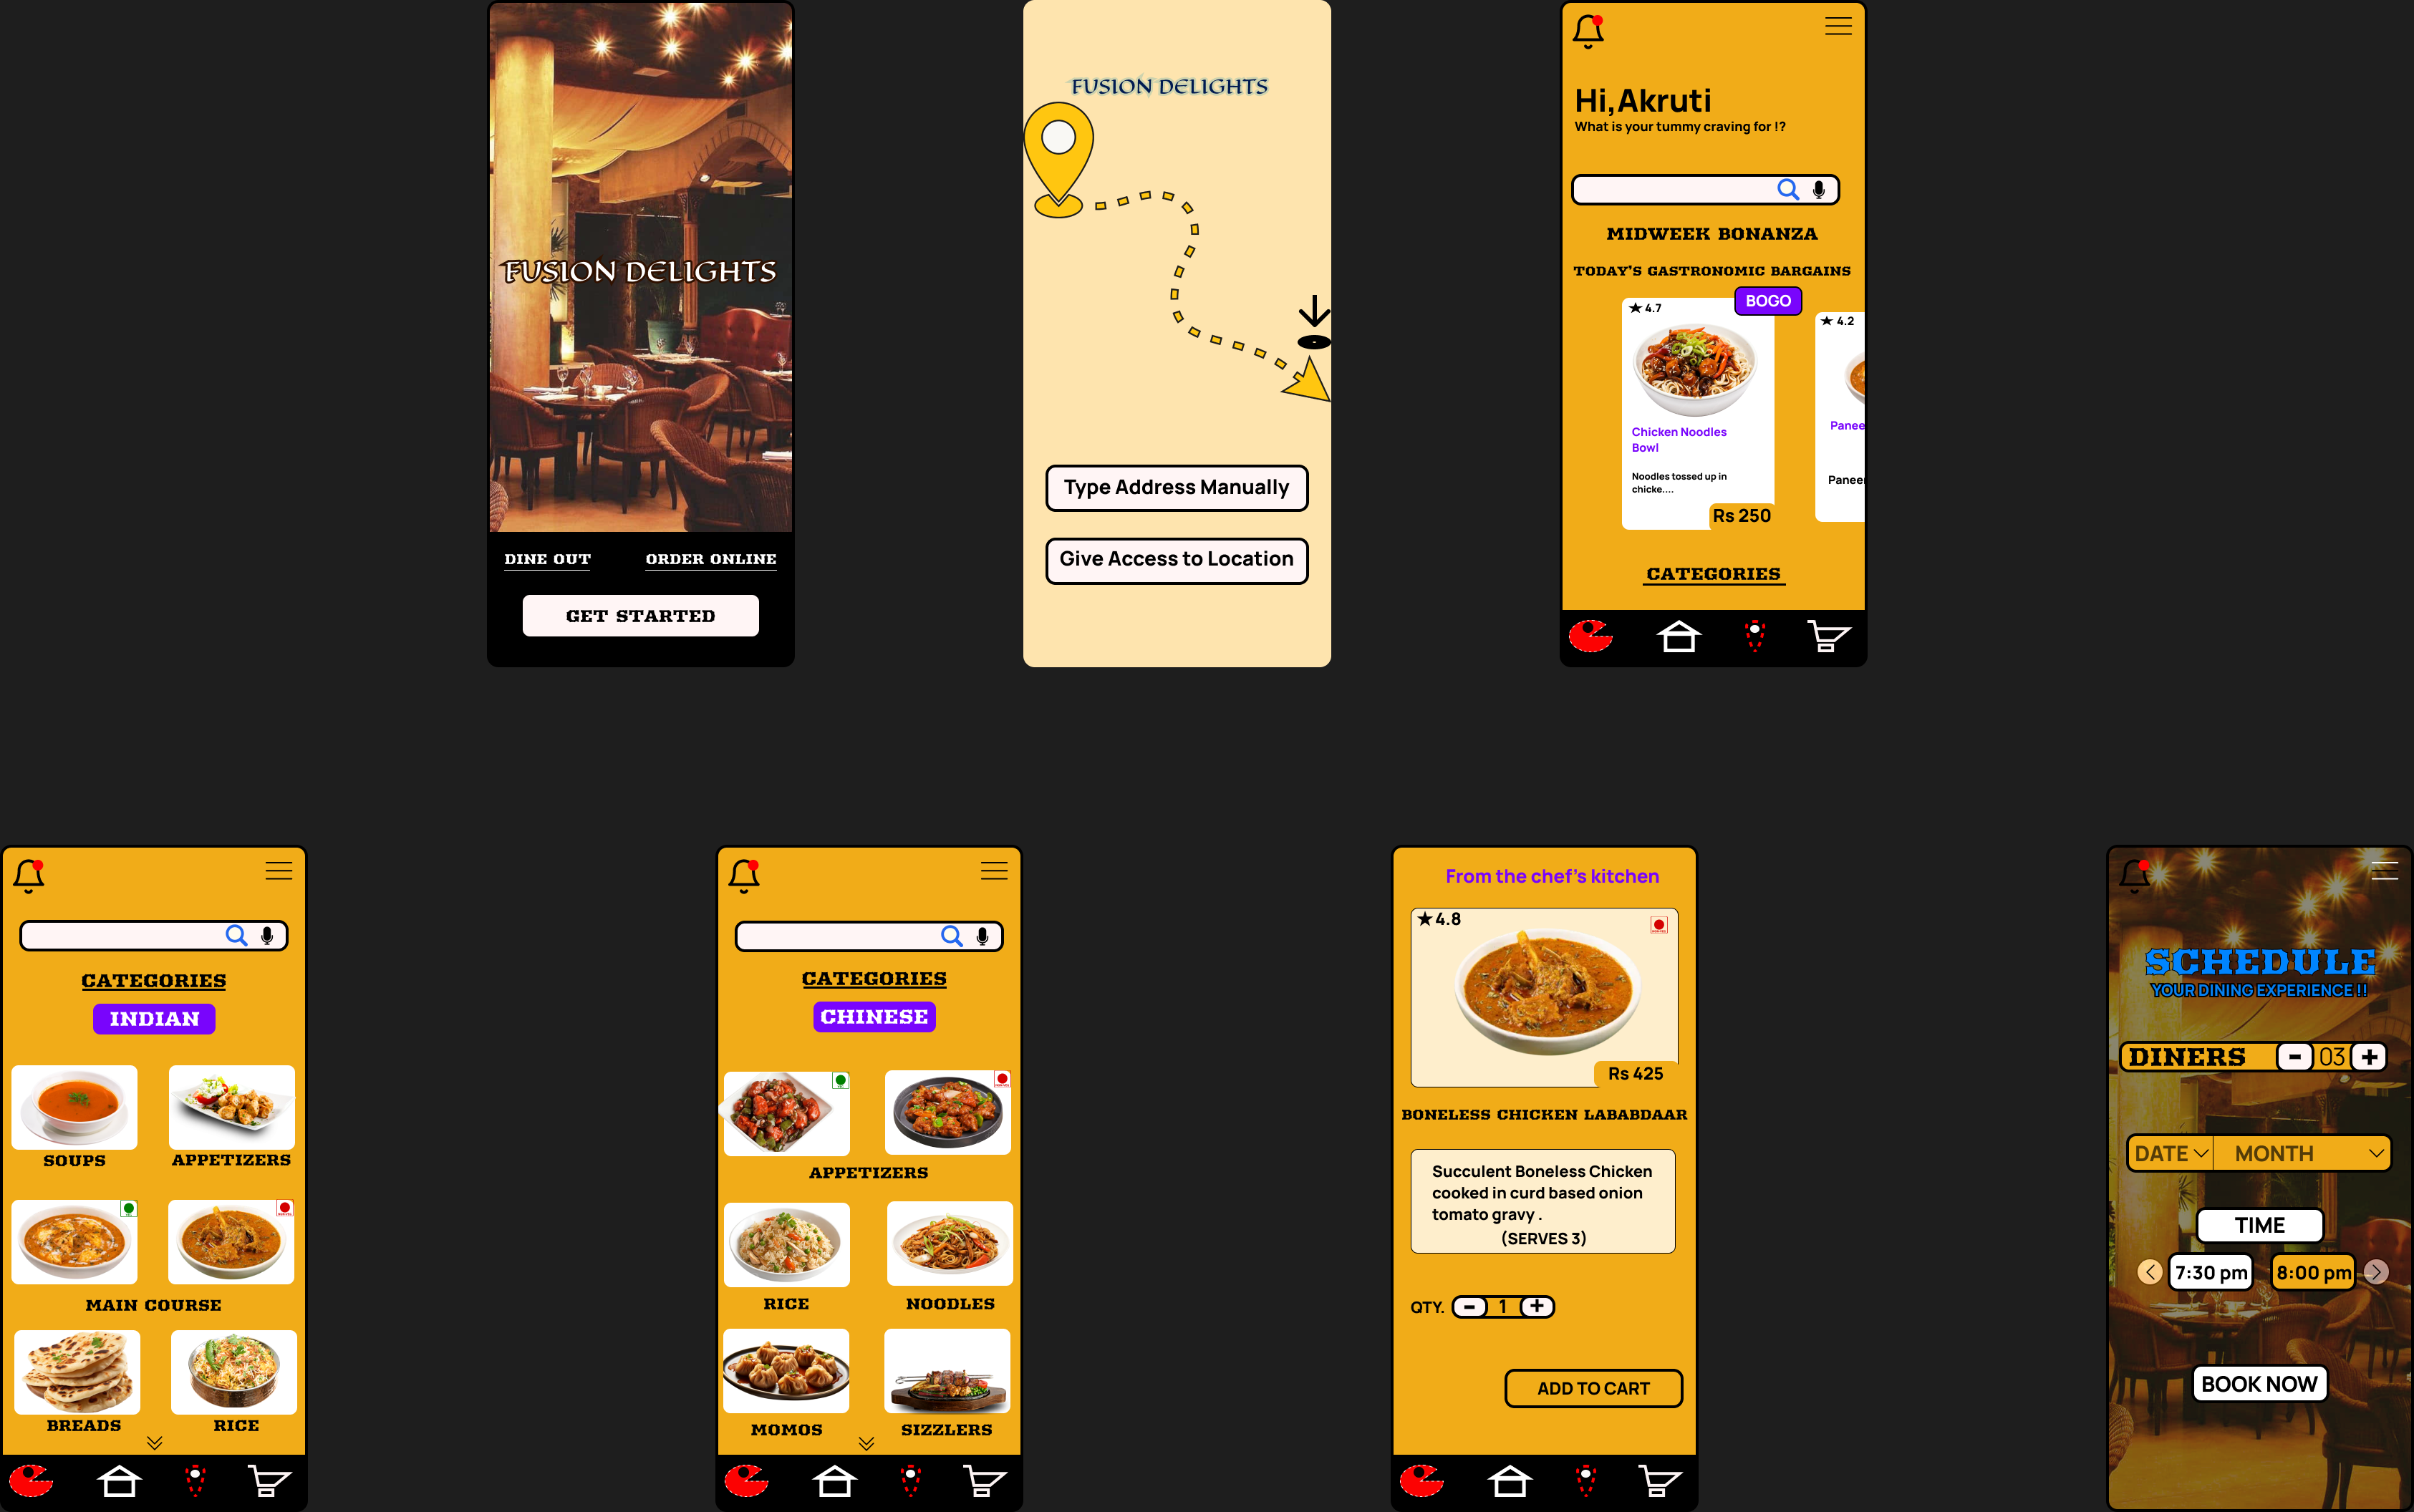 FUSION DELIGHTS
DINE OUT
ORDER ONLINE
GET STARTED
FUSION DELIGHTS
Type Address Manually
Give Access to Location
Hi,Akruti
What is your tummy craving for !?
MIDWEEK BONANZA
TODAY'S GASTRONOMIC BARGAINS
BOGO
4.7
Chicken Noodles
Bowl
Noodles tossed up in
chicke....
Rs 250
4.2
Panee
Paneer
CATEGORIES
CATEGORIES
INDIAN
SOUPS
APPETIZERS
MAIN COURSE
BREADS
RICE
CATEGORIES
CHINESE
APPETIZERS
RICE
NOODLES
MOMOS
SIZZLERS
From the chef's kitchen
4.8
Rs 425
BONELESS CHICKEN LABABDAAR
Succulent Boneless Chicken
cooked in curd based onion
tomato gravy .
(SERVES 3)
QTY. - 1 +
ADD TO CART
SCHEDULE
YOUR DINING EXPERIENCE !!
DINERS - 03 +
DATE MONTH
TIME
7:30 pm 8:00 pm
BOOK NOW